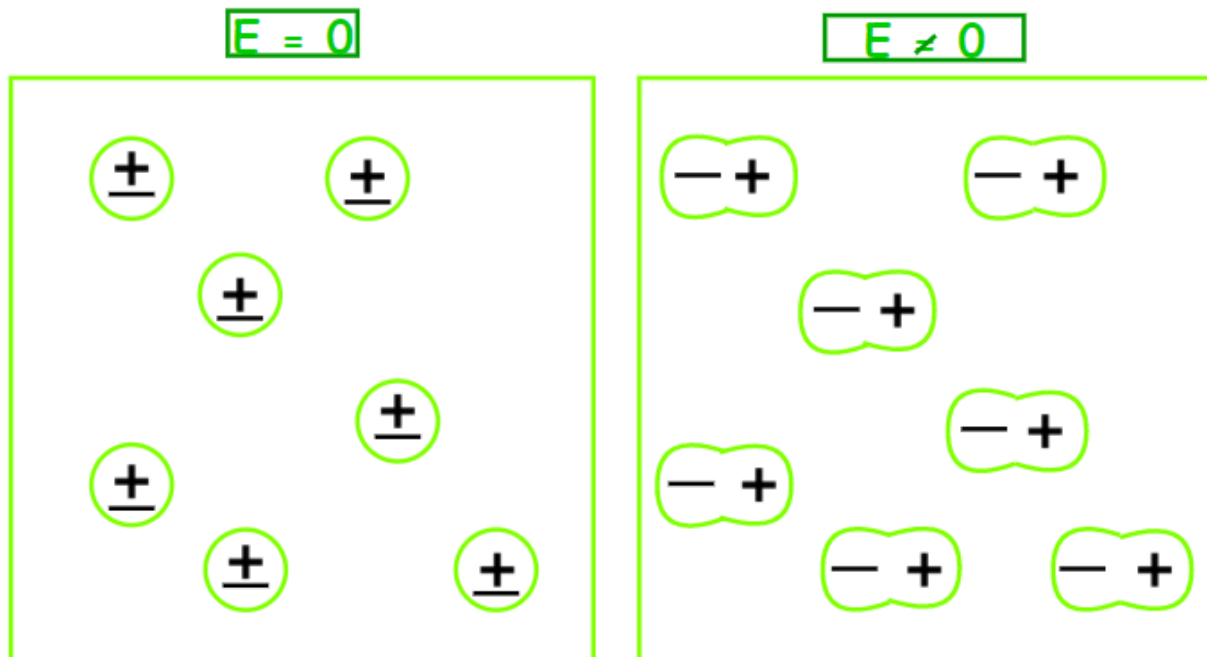 E = 0
± ±
±
±
±
± ±
E ≠ 0
− + − +
− +
− +
− +
− + − +